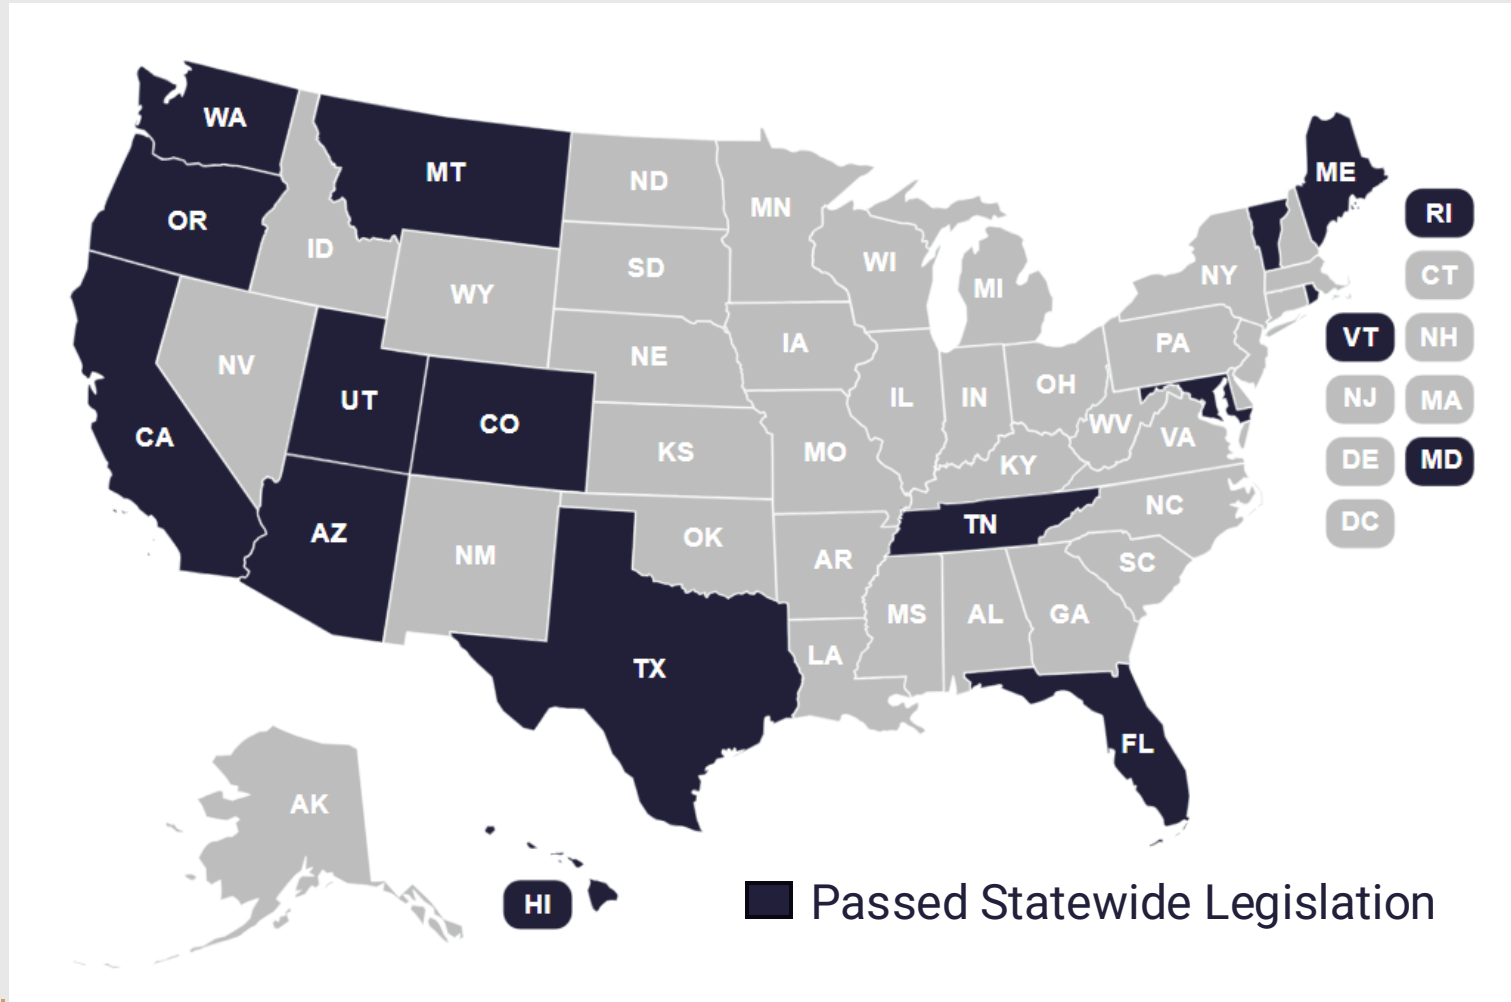 WA
MT
ND
MN
ME
OR
ID
SD
WI
MI
NY
RI
WY
CT
NV
NE
IA
PA
VT
NH
UT
CO
IL
IN
OH
NJ
MA
CA
KS
MO
WV
VA
KY
DE
MD
AZ
NM
OK
AR
TN
NC
DC
SC
TX
LA
MS
AL
GA
FL
AK
HI
Passed Statewide Legislation